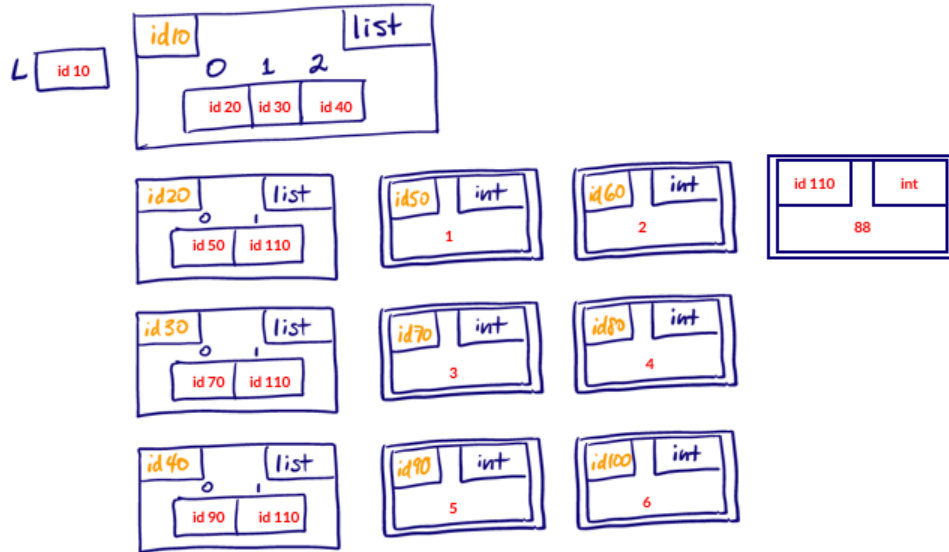 id10 list
L id 10
0 1 2
id 20 id 30 id 40
id20 list
0 1
id 50 id 110
id50 int
1
id60 int
2
id 110 int
88
id30 list
0 1
id 70 id 110
id70 int
3
id80 int
4
id40 list
0 1
id 90 id 110
id90 int
5
id100 int
6